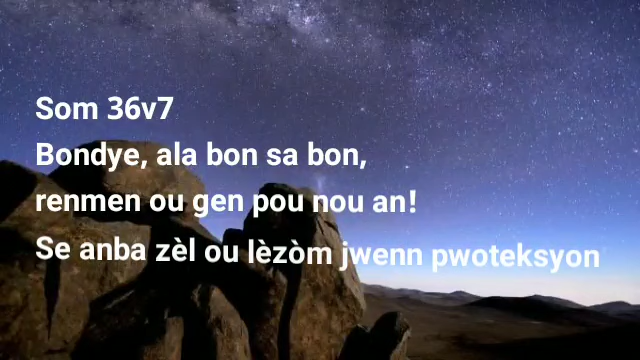 Som 36v7
Bondye, ala bon sa bon,
renmen ou gen pou nou an!
Se anba zèl ou lèzòm jwenn pwoteksyon